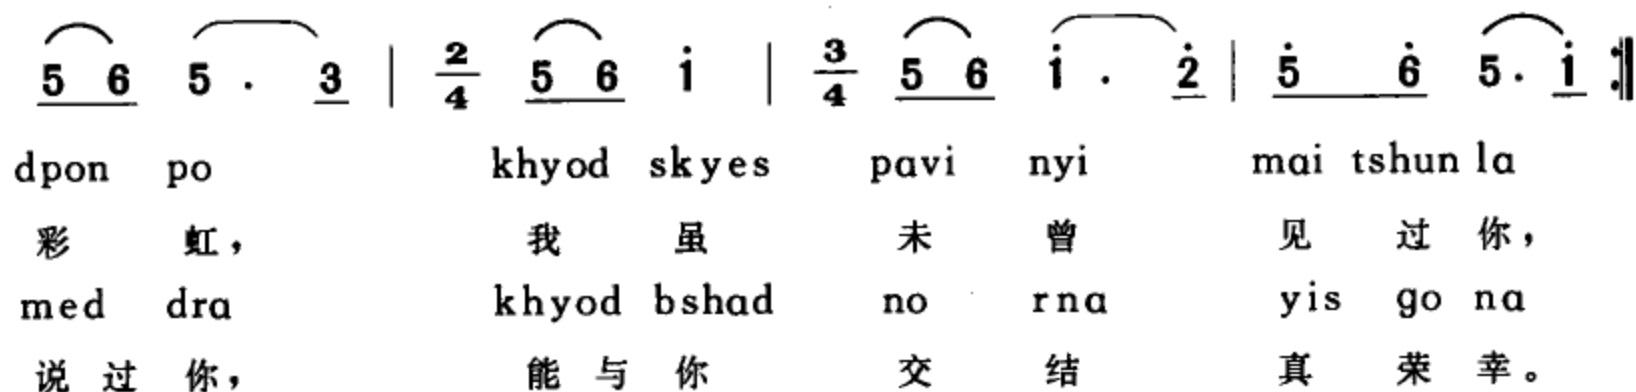 5 6 5 · 3 | 2/4 5 6 i | 3/4 5 6 i · 2̇ | 5̇ 6̇ 5 · i :‖
dpon po khyod skyes pavi nyi mai tshun la
彩 虹， 我 虽 未 曾 见 过 你，
med dra khyod bshad no rna yis go na
说 过 你， 能 与 你 交 结 真 荣 幸。